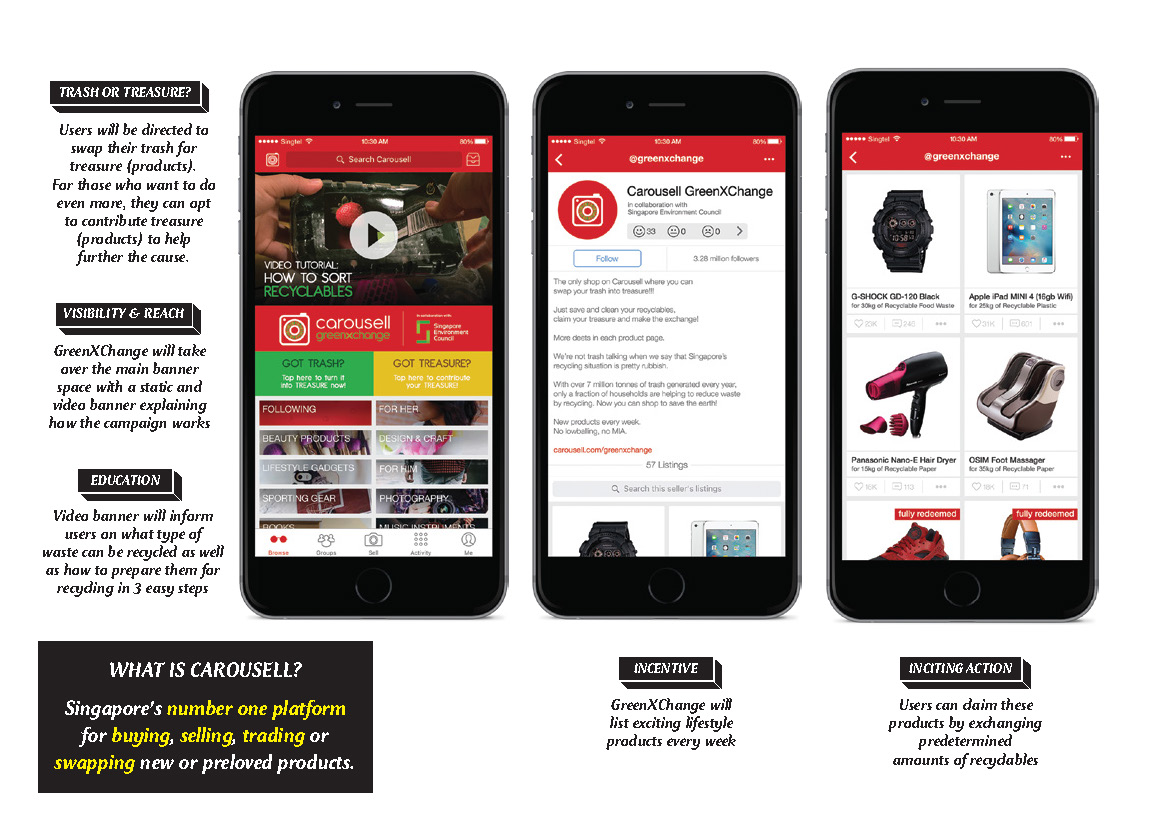 TRASH OR TREASURE?
Users will be directed to
swap their trash for
treasure (products).
For those who want to do
even more, they can opt
to contribute treasure
(products) to help
further the cause.
VISIBILITY & REACH
GreenXChange will take
over the main banner
space with a static and
video banner explaining
how the campaign works
EDUCATION
Video banner will inform
users on what type of
waste can be recycled as well
as how to prepare them for
recycling in 3 easy steps
WHAT IS CAROUSELL?
Singapore's number one platform
for buying, selling, trading or
swapping new or preloved products.
Singtel 10:30 AM 80%
Search Carousell
VIDEO TUTORIAL:
HOW TO SORT
RECYCLABLES
carousell
greenxchange
In collaboration with:
Singapore
Environment
Council
GOT TRASH?
Tap here to turn it
into TREASURE now!
GOT TREASURE?
Tap here to contribute
your TREASURE!
FOLLOWING
FOR HER
BEAUTY PRODUCTS
DESIGN & CRAFT
LIFESTYLE GADGETS
FOR HIM
SPORTING GEAR
PHOTOGRAPHY
BOOKS
MUSIC INSTRUMENTS
Browse Groups Sell Activity Me
Singtel 10:30 AM 80%
@greenxchange
Carousell GreenXChange
in collaboration with
Singapore Environment Council
33 0 0
Follow
3.28 million followers
The only shop on Carousell where you can
swap your trash into treasure!!!
Just save and clean your recyclables,
claim your treasure and make the exchange!
More deets in each product page.
We're not trash talking when we say that Singapore's
recycling situation is pretty rubbish.
With over 7 million tonnes of trash generated every year,
only a fraction of households are helping to reduce waste
by recycling. Now you can shop to save the earth!
New products every week.
No lowballing, no MIA.
carousell.com/greenxchange
57 Listings
Search this seller's listings
INCENTIVE
GreenXChange will
list exciting lifestyle
products every week
Singtel 10:30 AM 80%
@greenxchange
G-SHOCK GD-120 Black
for 30kg of Recyclable Food Waste
Apple iPad MINI 4 (16gb Wifi)
for 25kg of Recyclable Plastic
23K 246
31K 601
Panasonic Nano-E Hair Dryer
for 15kg of Recyclable Paper
OSIM Foot Massager
for 35kg of Recyclable Paper
16K 113
18K 71
fully redeemed
fully redeemed
INCITING ACTION
Users can claim these
products by exchanging
predetermined
amounts of recyclables